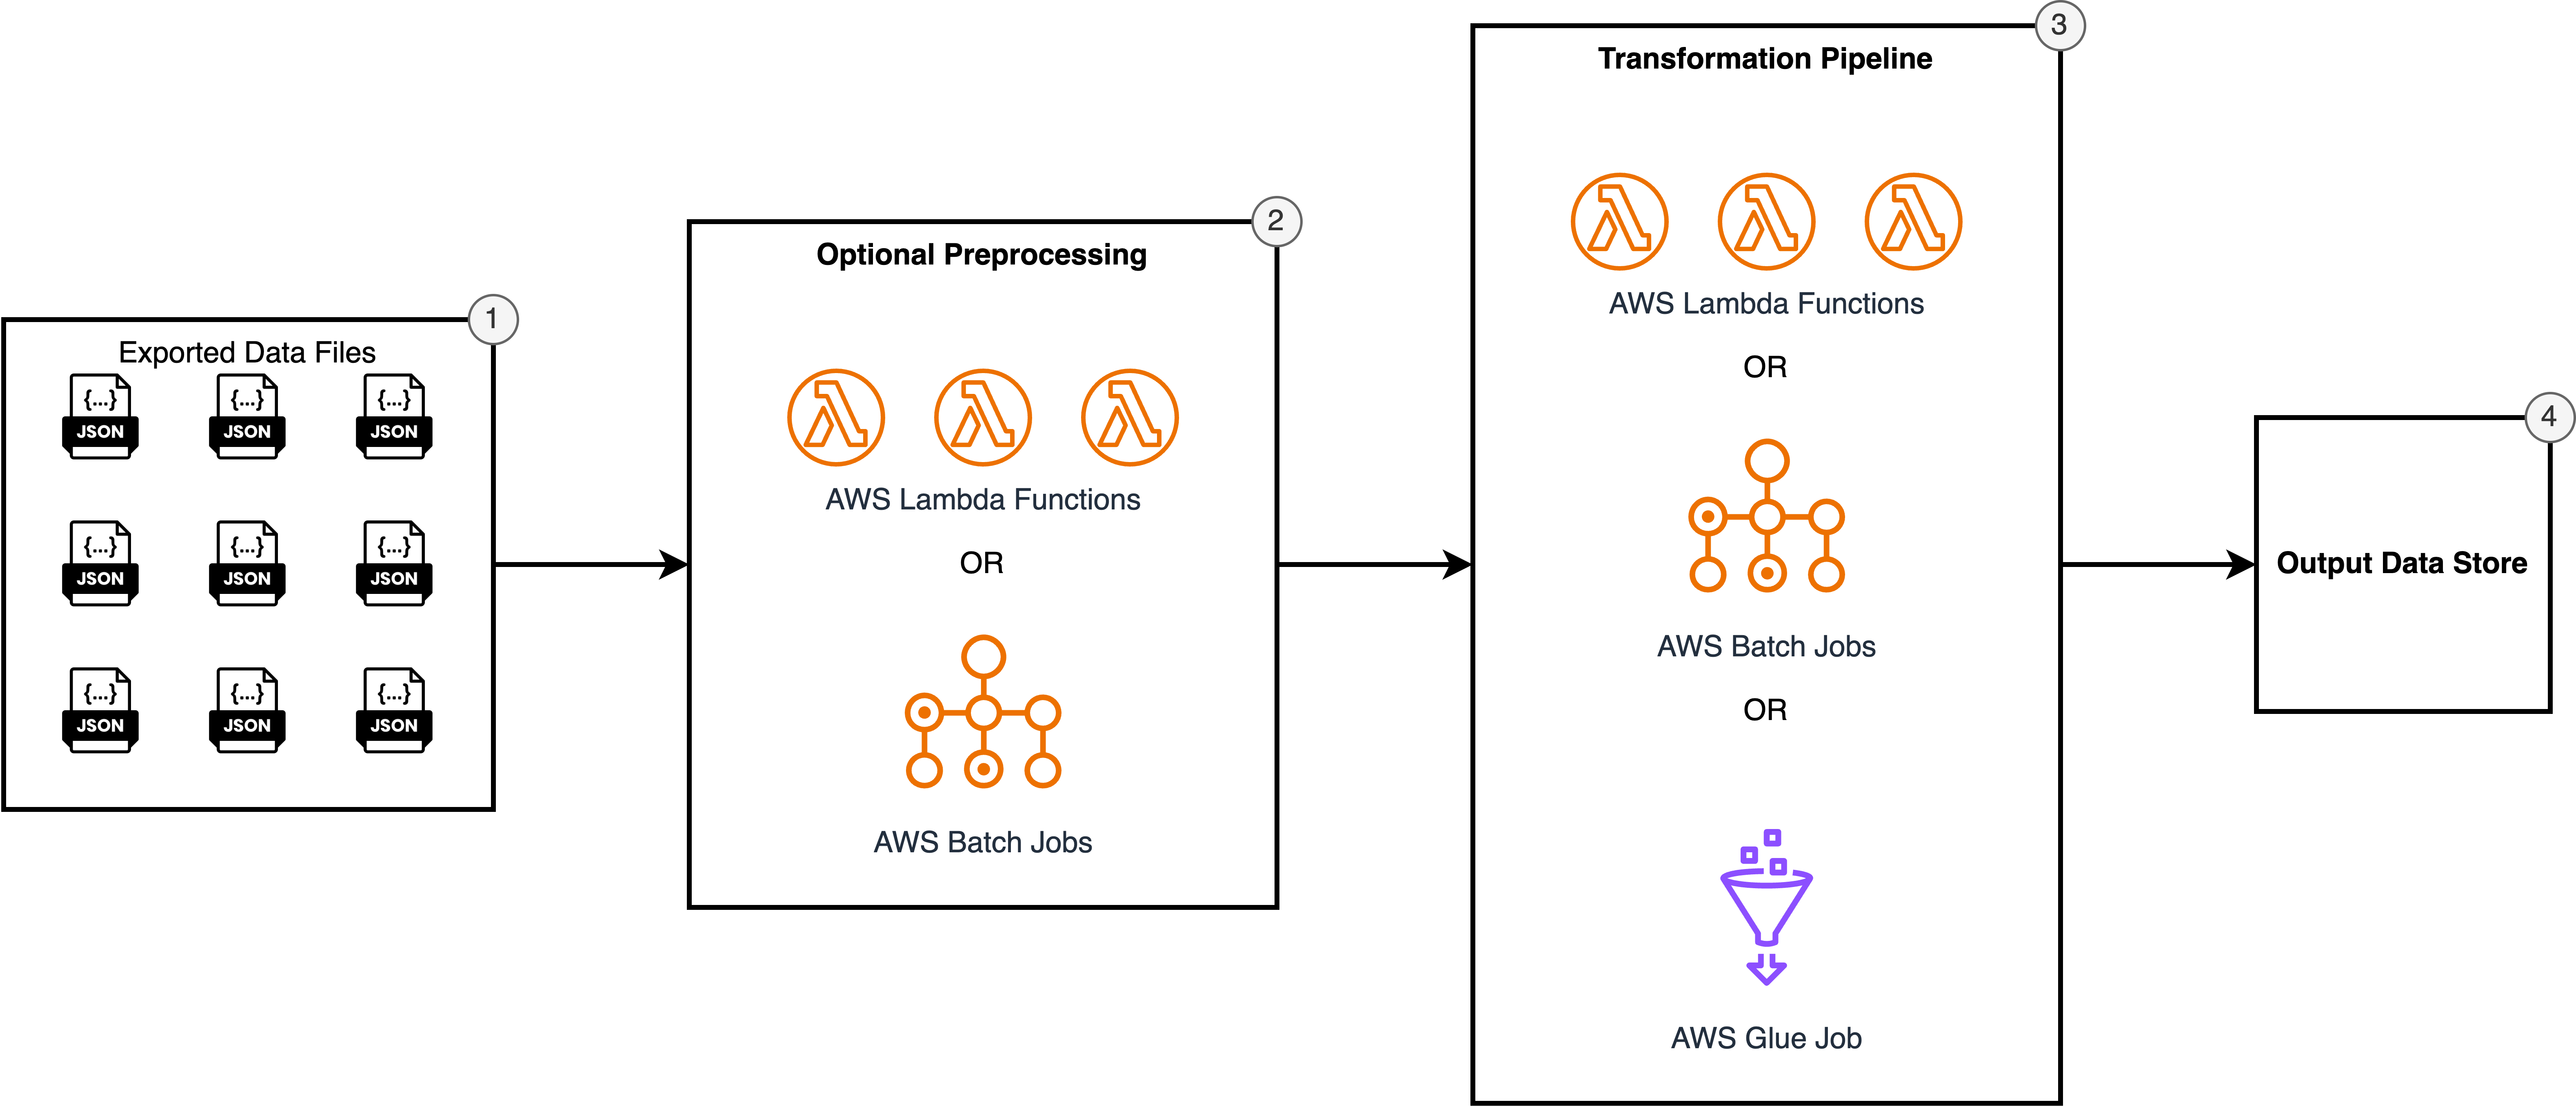 1
Exported Data Files
{...} {...} {...}
JSON JSON JSON
{...} {...} {...}
JSON JSON JSON
{...} {...} {...}
JSON JSON JSON
2
Optional Preprocessing
AWS Lambda Functions
OR
AWS Batch Jobs
3
Transformation Pipeline
AWS Lambda Functions
OR
AWS Batch Jobs
OR
AWS Glue Job
4
Output Data Store